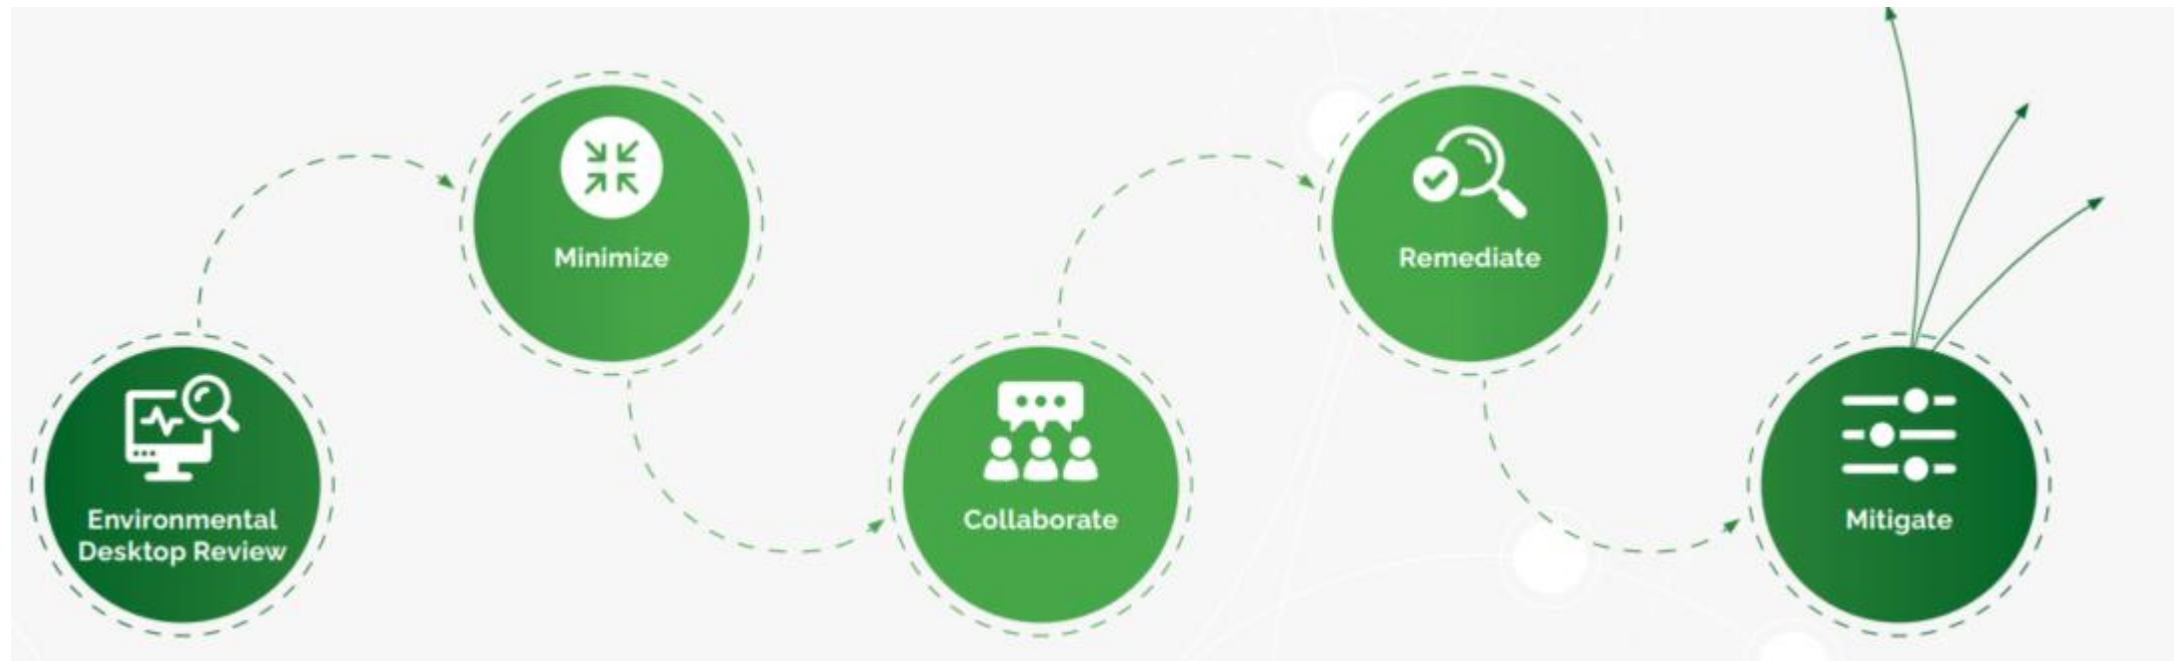 Environmental
Desktop Review
Minimize
Collaborate
Remediate
Mitigate